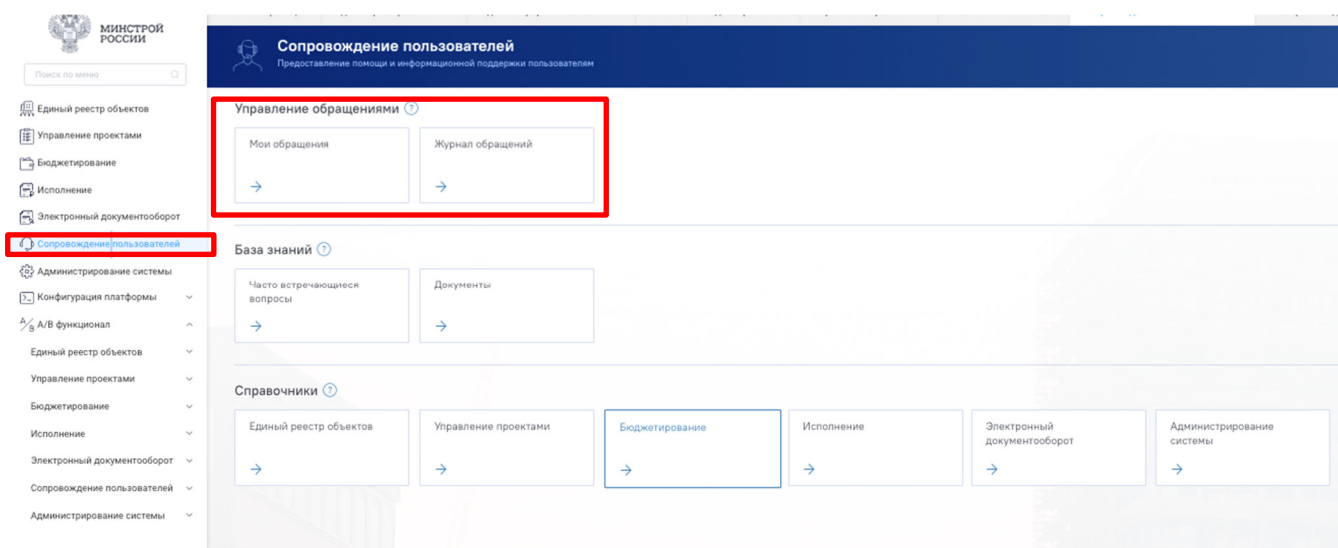 МИНСТРОЙ
РОССИИ
Поиск по меню
Единый реестр объектов
Управление проектами
Бюджетирование
Исполнение
Электронный документооборот
Сопровождение пользователей
Администрирование системы
Конфигурация платформы
A/B А/В функционал
Единый реестр объектов
Управление проектами
Бюджетирование
Исполнение
Электронный документооборот
Сопровождение пользователей
Администрирование системы
Сопровождение пользователей
Предоставление помощи и информационной поддержки пользователям
Управление обращениями ?
Мои обращения
Журнал обращений
База знаний ?
Часто встречающиеся
вопросы
Документы
Справочники ?
Единый реестр объектов
Управление проектами
Бюджетирование
Исполнение
Электронный
документооборот
Администрирование
системы